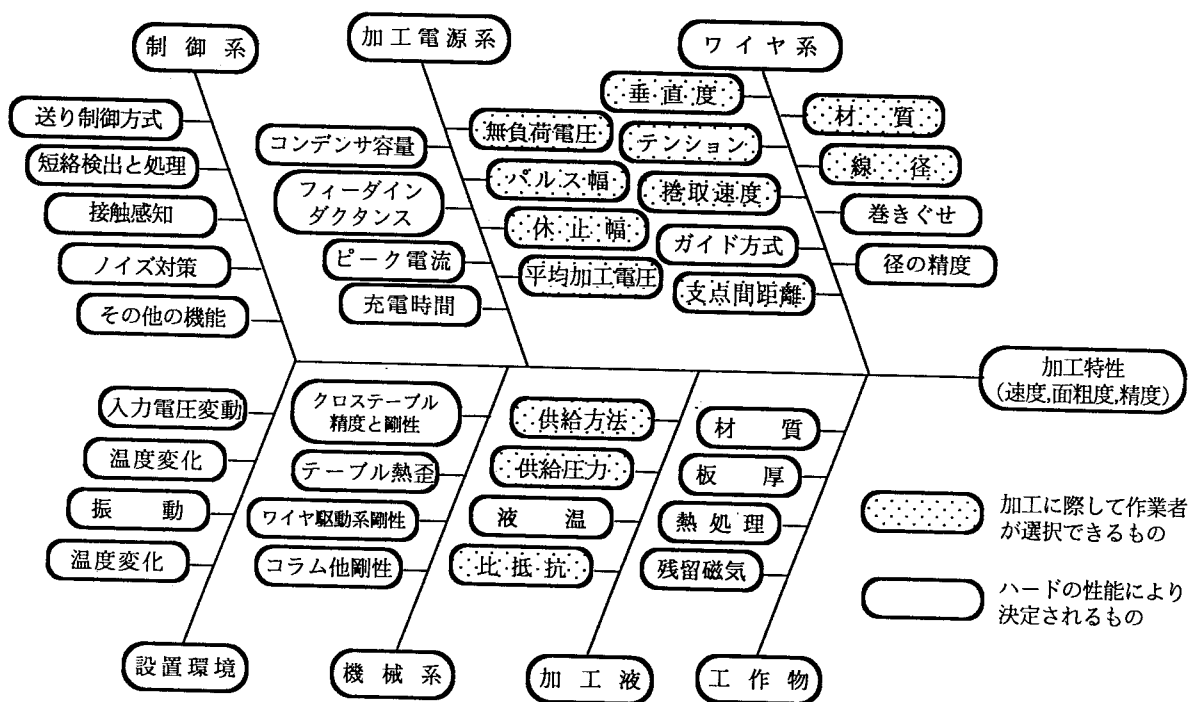 制御系
加工電源系
ワイヤ系
送り制御方式
短絡検出と処理
接触感知
ノイズ対策
その他の機能
コンデンサ容量
フィーダイン
ダクタンス
ピーク電流
充電時間
無負荷電圧
パルス幅
休止幅
平均加工電圧
垂直度
テンション
捲取速度
ガイド方式
支点間距離
材質
線径
巻きぐせ
径の精度
加工特性
(速度,面粗度,精度)
入力電圧変動
温度変化
振動
温度変化
クロステーブル
精度と剛性
テーブル熱歪
ワイヤ駆動系剛性
コラム他剛性
供給方法
供給圧力
液温
比抵抗
材質
板厚
熱処理
残留磁気
設置環境
機械系
加工液
工作物
加工に際して作業者
が選択できるもの
ハードの性能により
決定されるもの